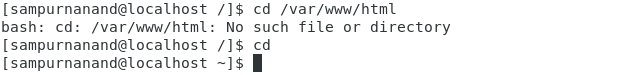 [sampurnanand@localhost /]$ cd /var/www/html
bash: cd: /var/www/html: No such file or directory
[sampurnanand@localhost /]$ cd
[sampurnanand@localhost ~]$